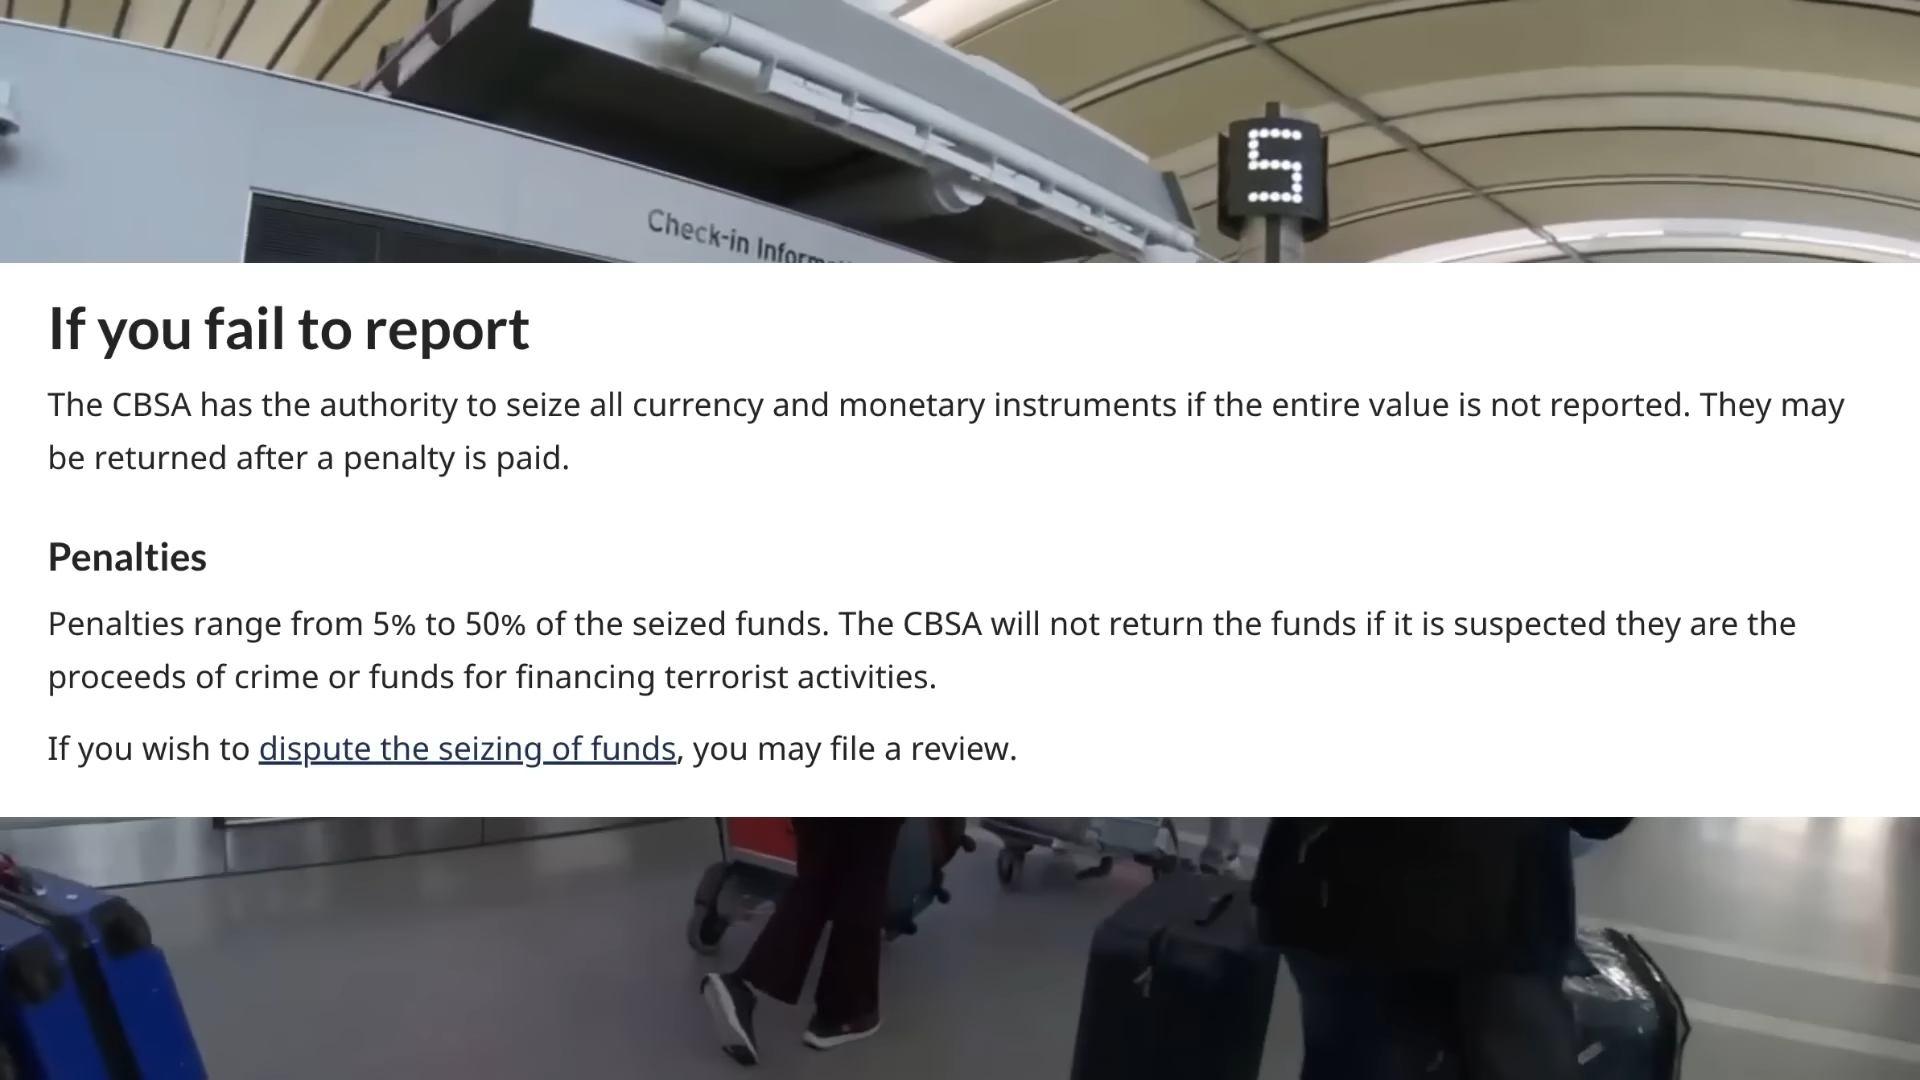 5
Check-in
If you fail to report
The CBSA has the authority to seize all currency and monetary instruments if the entire value is not reported. They may
be returned after a penalty is paid.
Penalties
Penalties range from 5% to 50% of the seized funds. The CBSA will not return the funds if it is suspected they are the
proceeds of crime or funds for financing terrorist activities.
If you wish to dispute the seizing of funds, you may file a review.